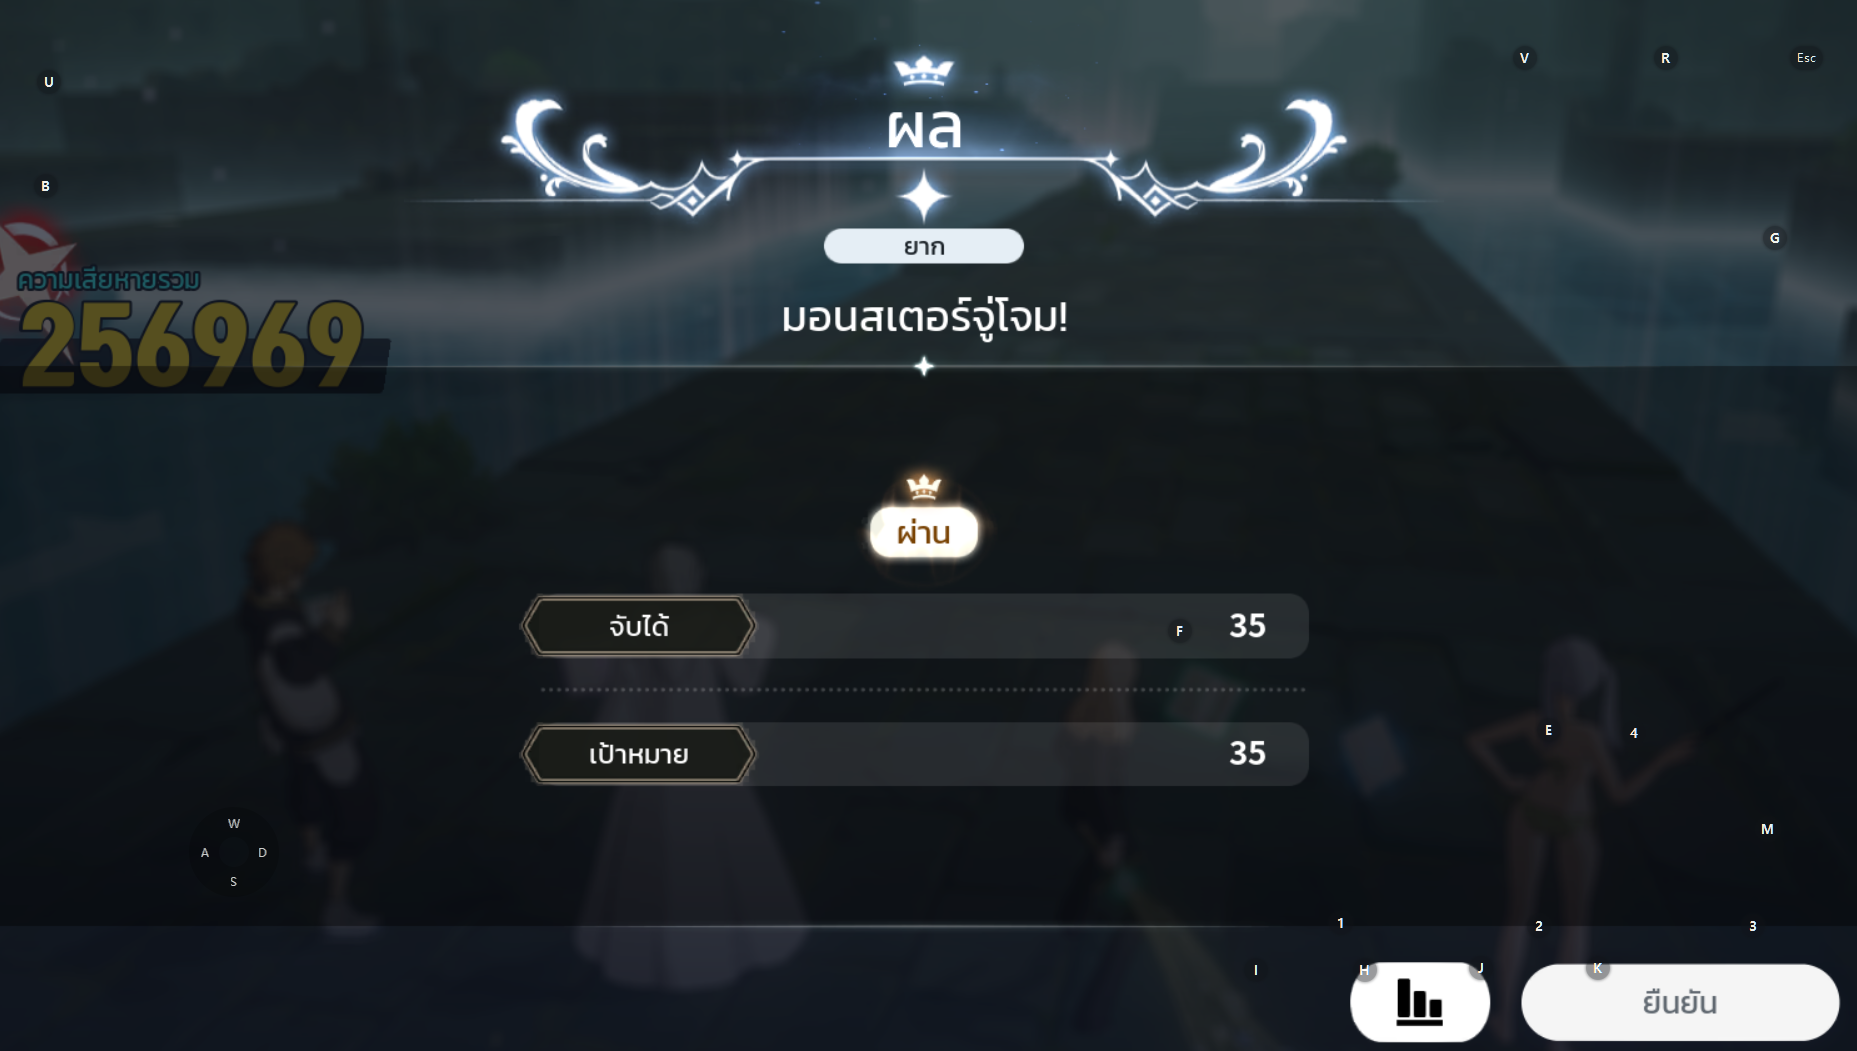 U
V
R
Esc
ผล
B
ยาก
G
ความเสียหายรวม
256969
มอนสเตอร์จู่โจม!
ผ่าน
จับได้
F
35
เป้าหมาย
35
E
4
W
A
D
S
M
1
2
3
I
H
J
K
ยืนยัน